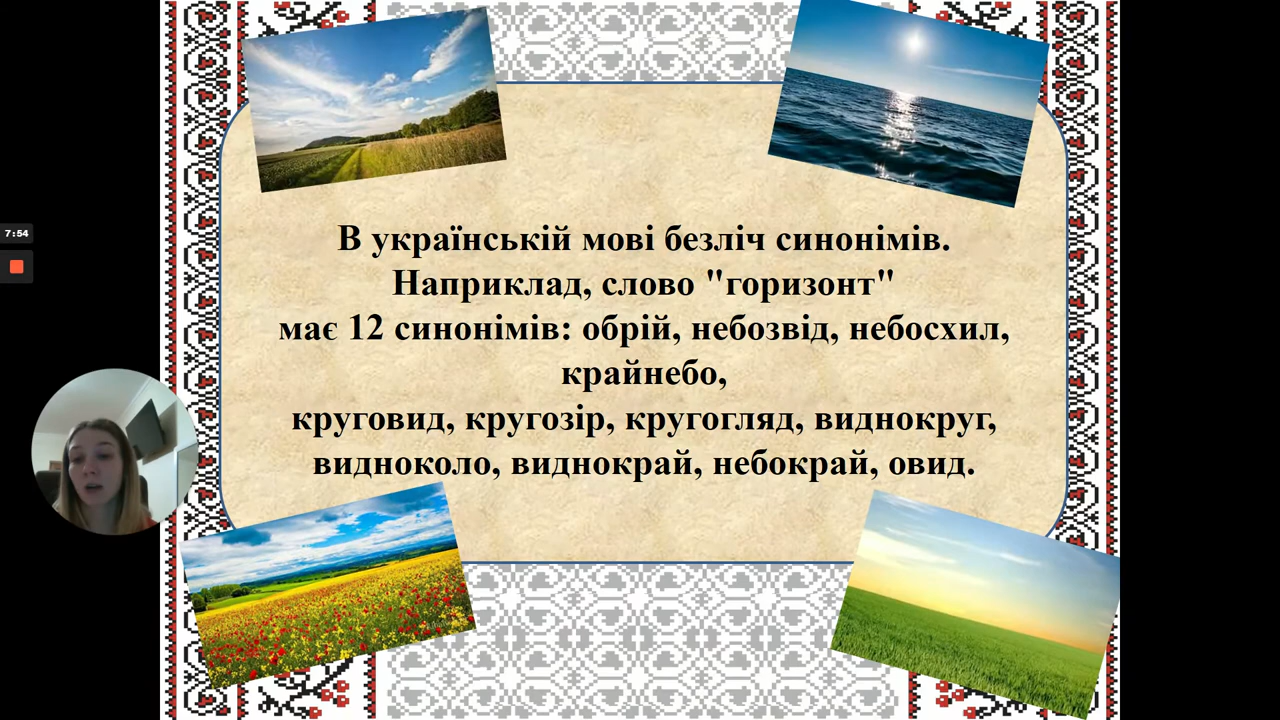 В українській мові безліч синонімів.
Наприклад, слово "горизонт"
має 12 синонімів: обрій, небозвід, небосхил,
крайнебо,
круговид, кругозір, кругогляд, виднокруг,
видноколо, виднокрай, небокрай, овид.
7:54